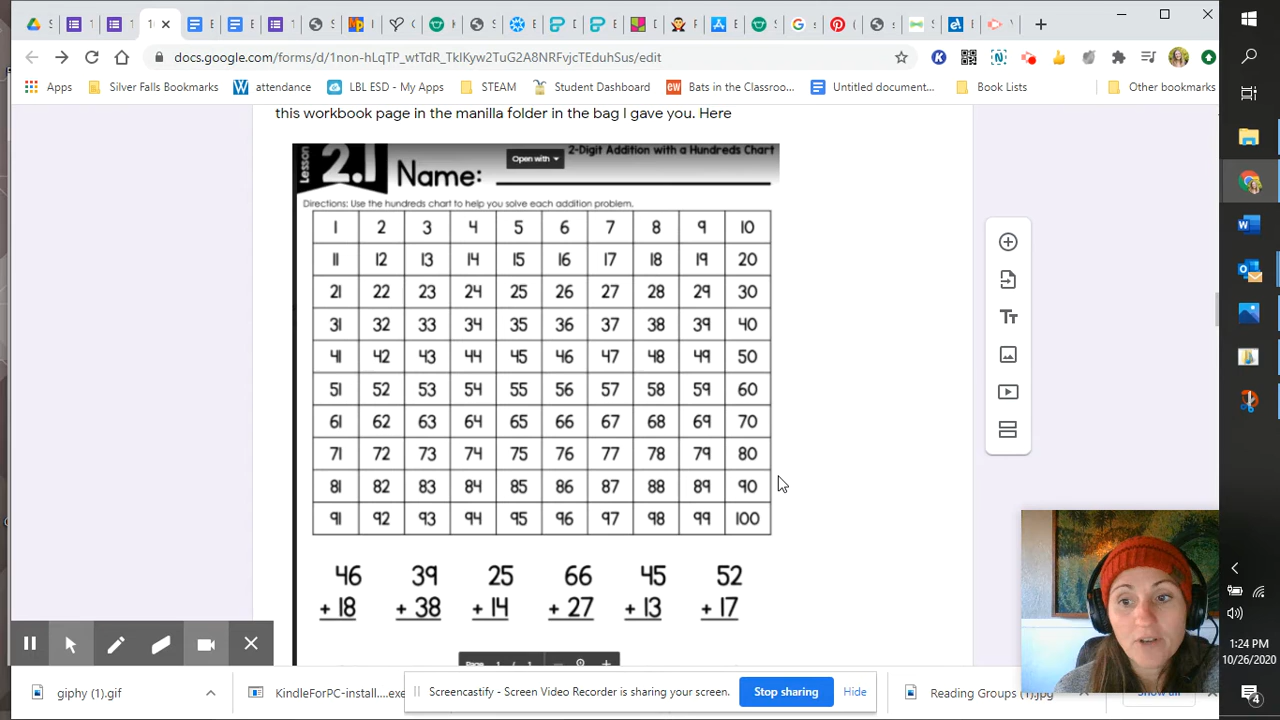 docs.google.com/forms/d/1non-hLqTP_wtTdR_TkIKyw2TuG2A8NRFvjcTEduhSus/edit
Apps Silver Falls Bookmarks attendance LBL ESD - My Apps STEAM Student Dashboard Bats in the Classroo... Untitled document... Book Lists Other bookmarks
this workbook page in the manilla folder in the bag I gave you. Here
Lesson 2.1 Name: Open with 2-Digit Addition with a Hundreds Chart
Directions: Use the hundreds chart to help you solve each addition problem.
1 2 3 4 5 6 7 8 9 10
11 12 13 14 15 16 17 18 19 20
21 22 23 24 25 26 27 28 29 30
31 32 33 34 35 36 37 38 39 40
41 42 43 44 45 46 47 48 49 50
51 52 53 54 55 56 57 58 59 60
61 62 63 64 65 66 67 68 69 70
71 72 73 74 75 76 77 78 79 80
81 82 83 84 85 86 87 88 89 90
91 92 93 94 95 96 97 98 99 100
46 39 25 66 45 52
+ 18 + 38 + 14 + 27 + 13 + 17
giphy (1).gif KindleForPC-install....exe Screencastify - Screen Video Recorder is sharing your screen. Stop sharing Hide Reading Groups (1).jpg Show all
1:24 PM
10/26/2020
4